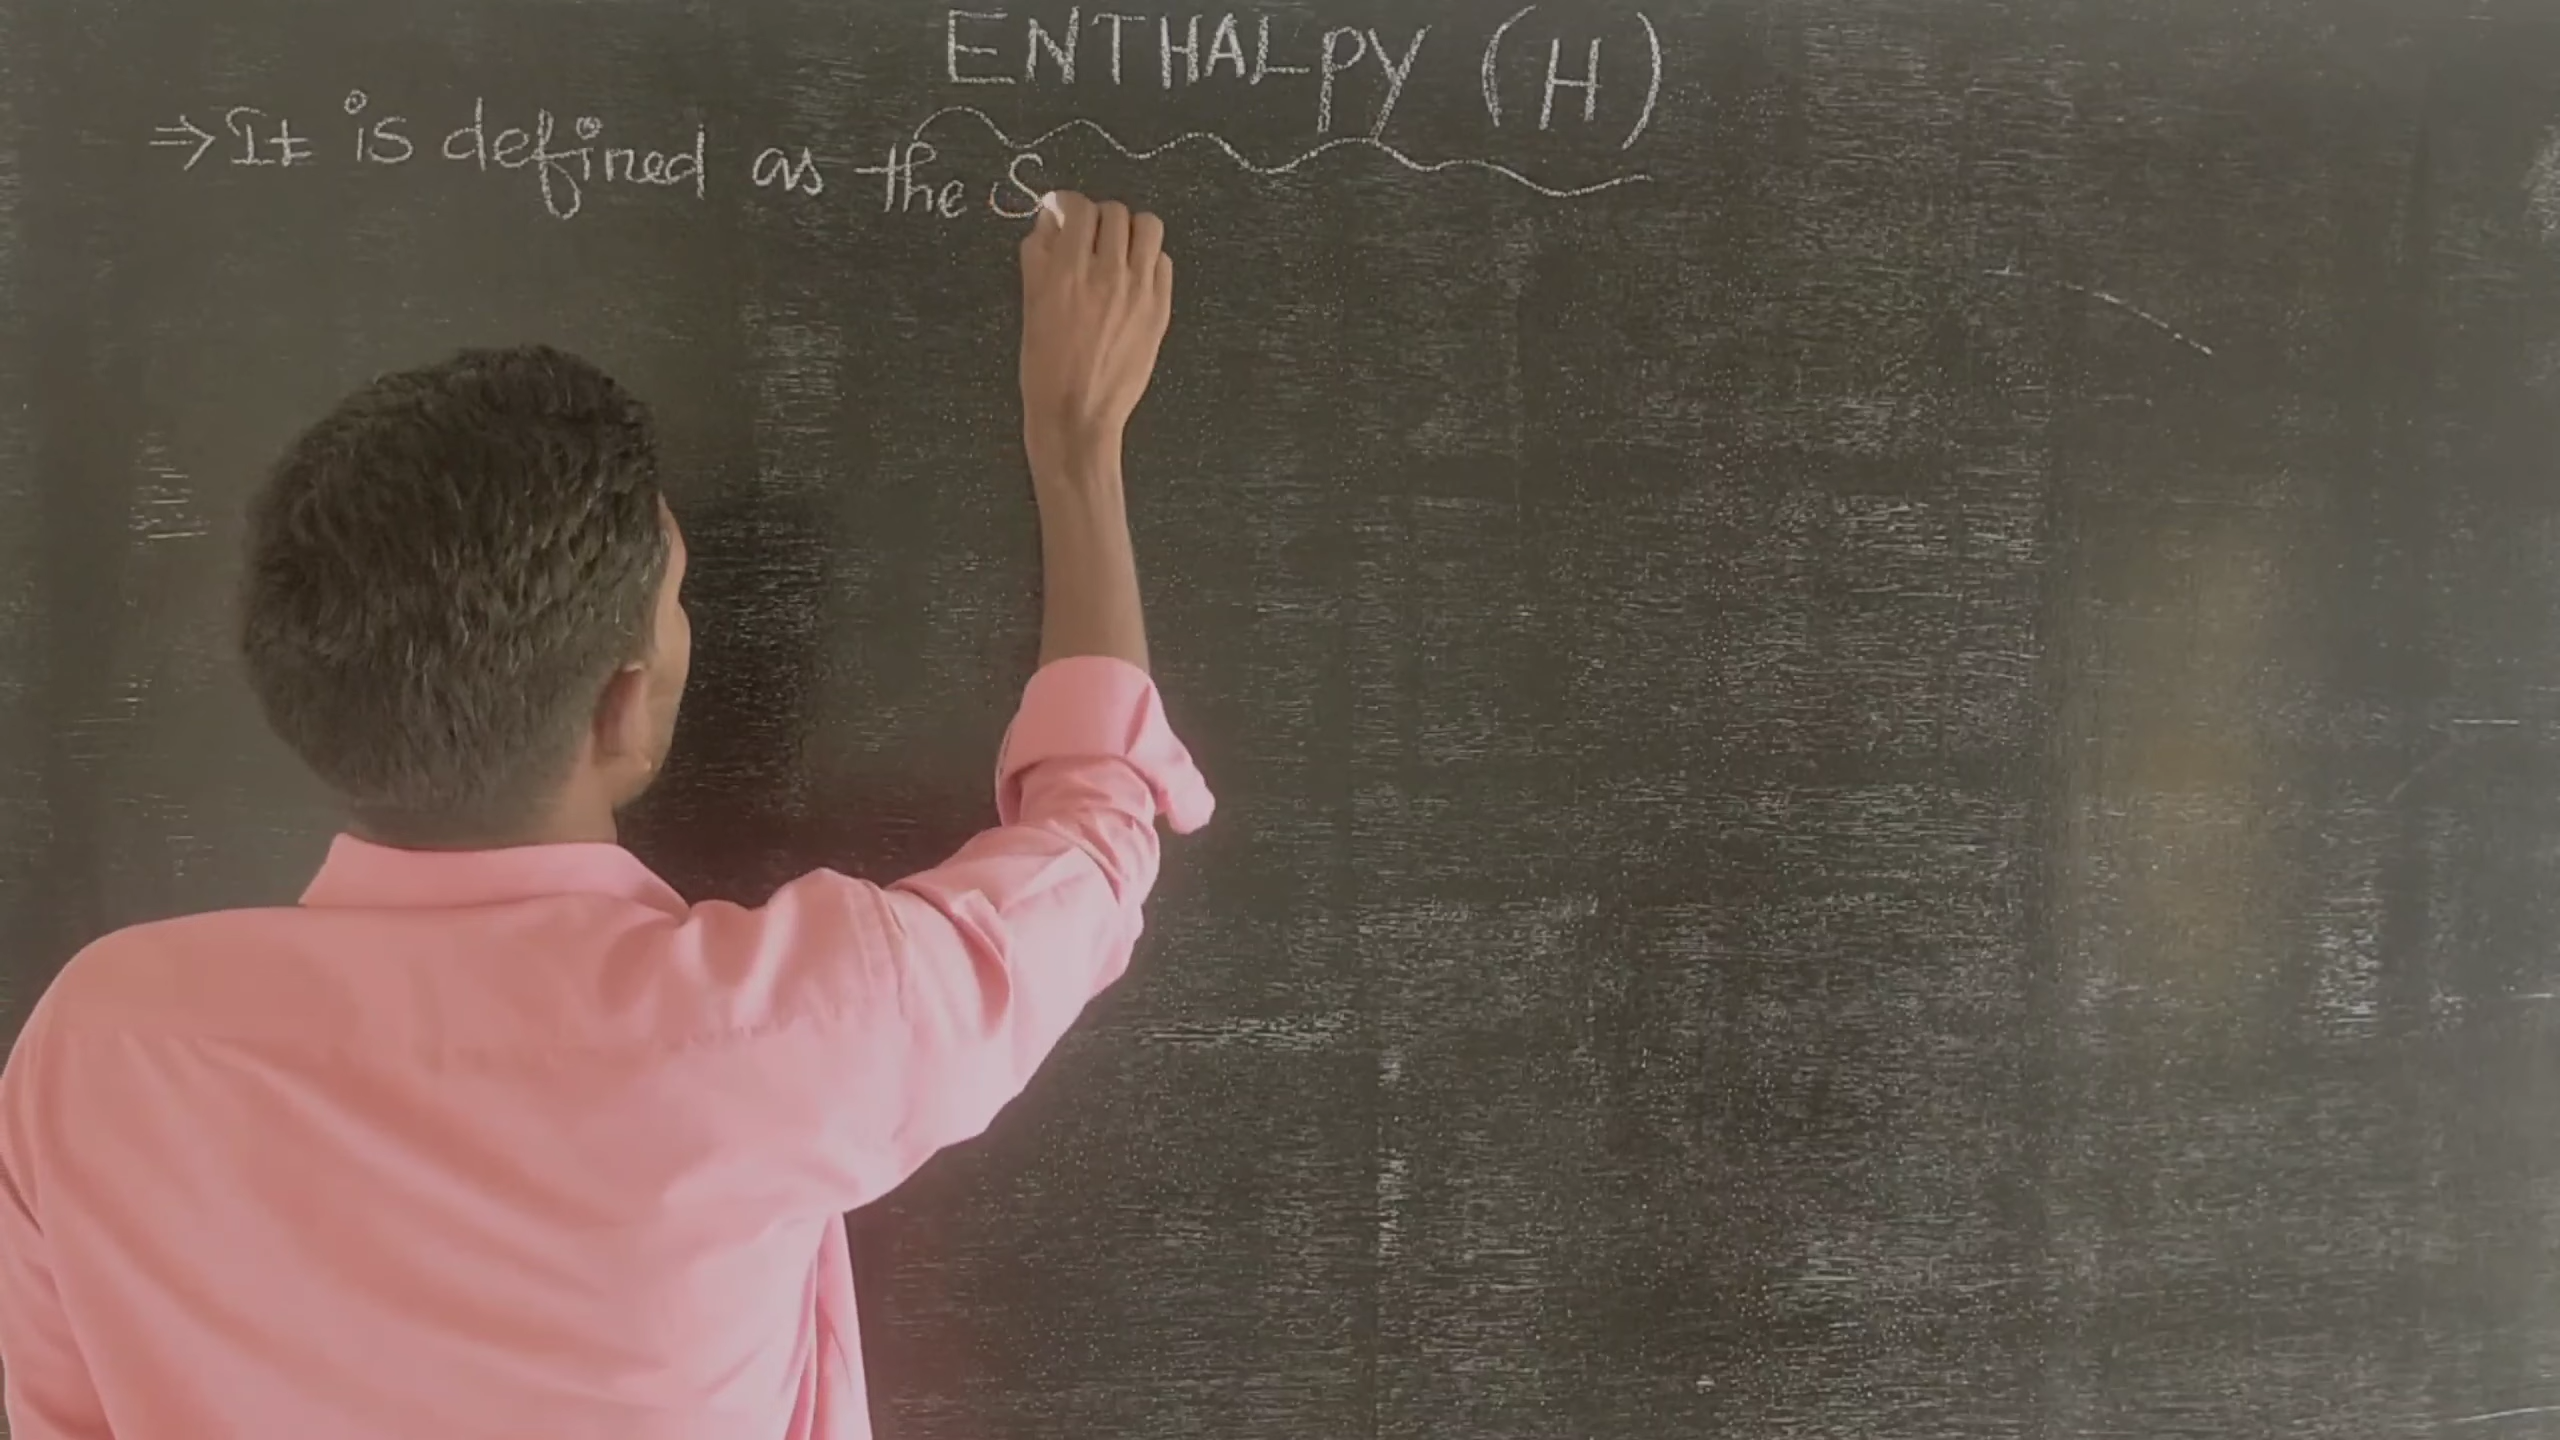 ENTHALPY (H)
⇒ It is defined as the S